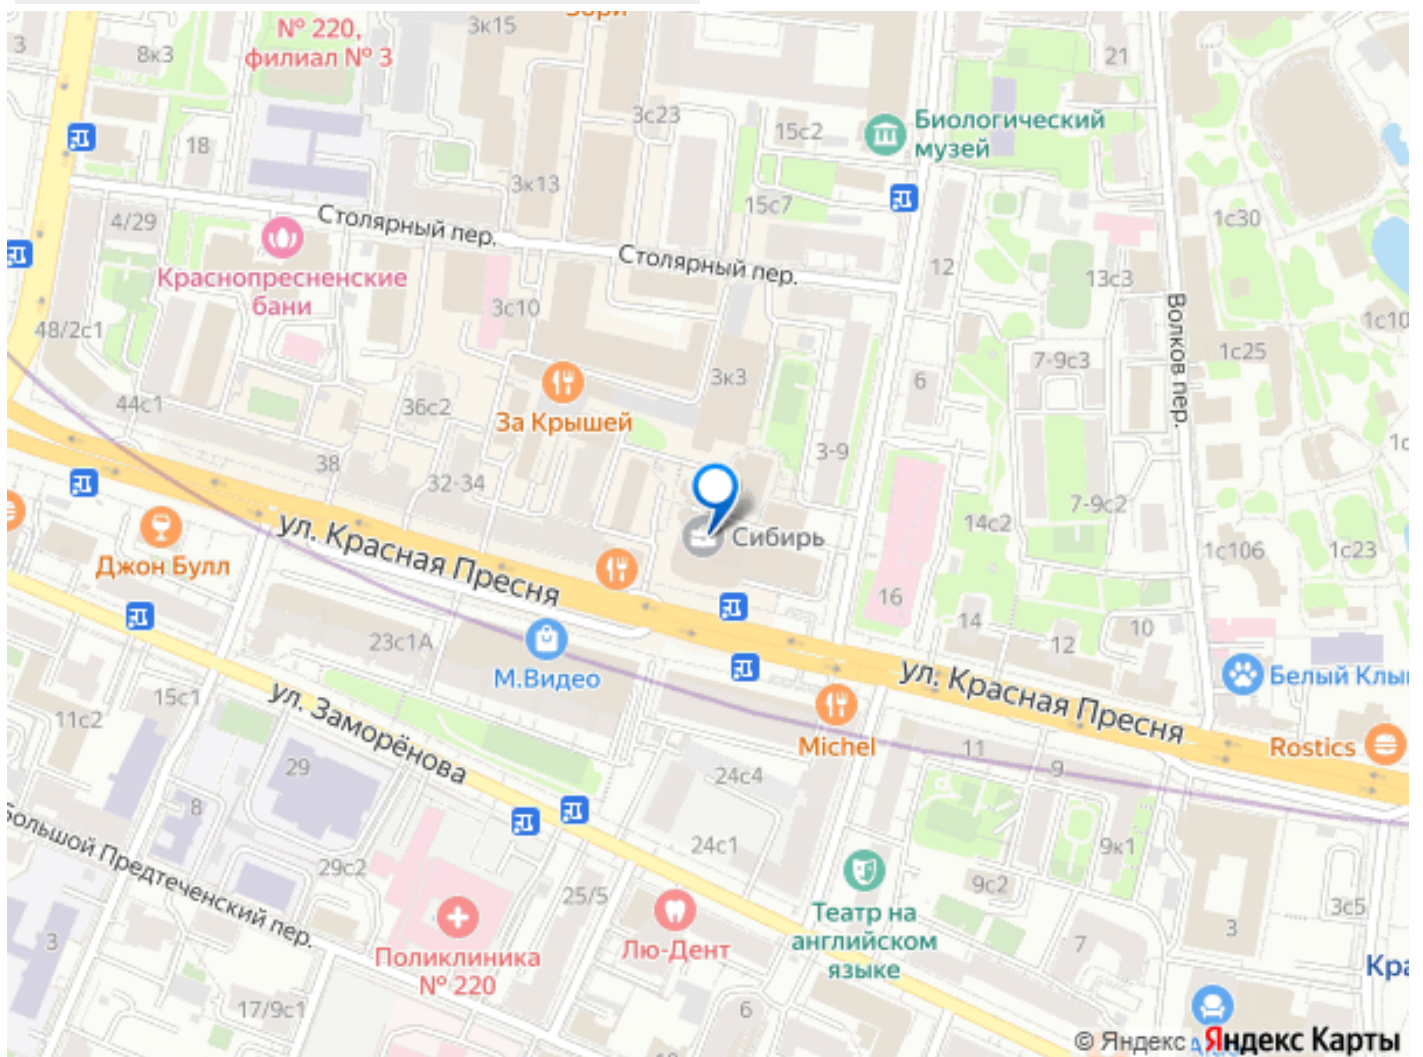 Зори
№ 220,
филиал № 3
3к15
3
8к3
21
3с23
15с2
Биологический
музей
18
3к13
15с7
1с30
4/29
Столярный пер.
Столярный пер.
12
13с3
Краснопресненские
бани
3с10
Волков пер.
1с10
48/2с1
1с25
7-9с3
3к3
6
44с1
36с2
За Крышей
3-9
38
32-34
7-9с2
14с2
ул. Красная Пресня
Сибирь
1с106
1с23
Джон Булл
16
14
12
10
23с1А
М.Видео
ул. Красная Пресня
Белый Клы
15с1
11с2
ул. Заморёнова
Michel
11
9
Rostics
29
24с4
8
Большой Предтеченский пер.
24с1
9к1
29с2
25/5
9с2
3с5
Театр на
английском
языке
Лю-Дент
Поликлиника
№ 220
3
7
3
Кра
17/9с1
6
© Яндекс Яндекс Карты